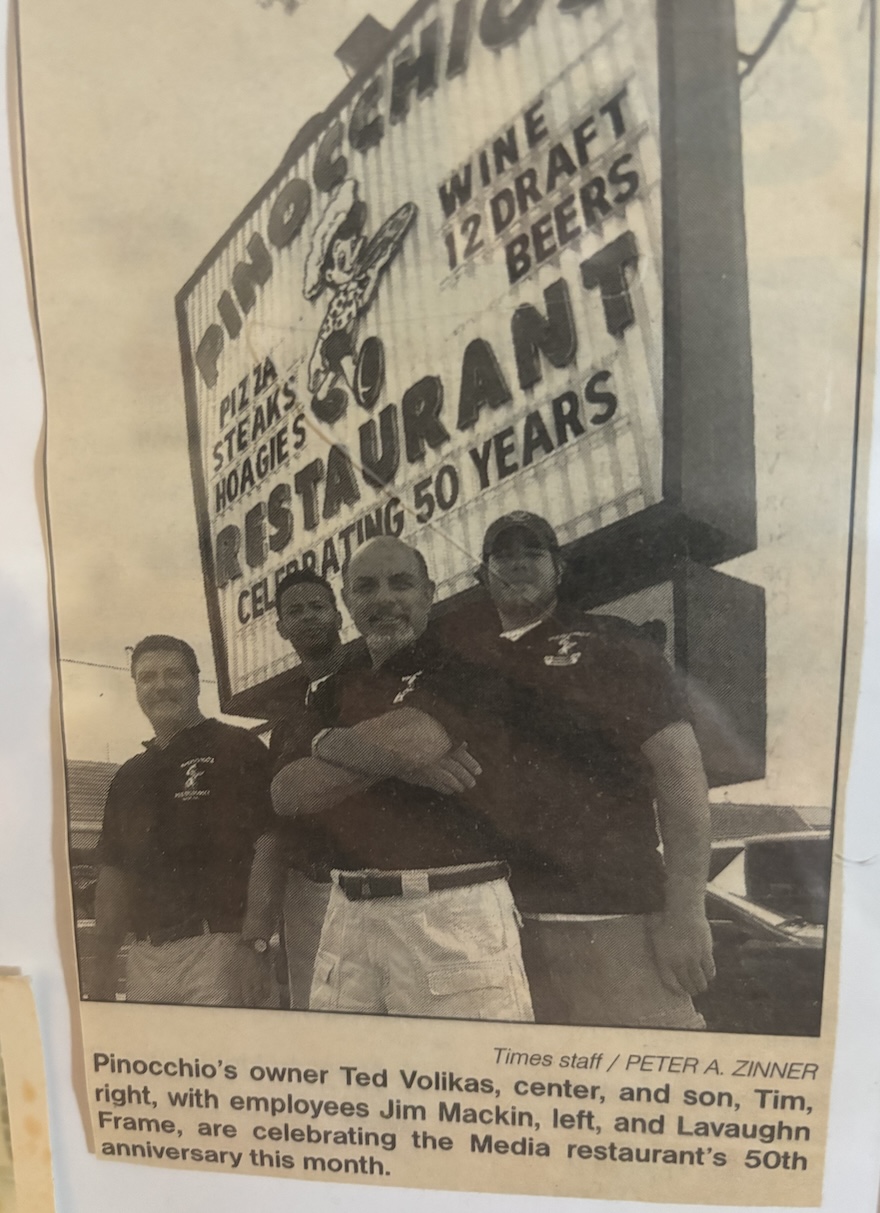 PINOCCHIO'S
WINE
12 DRAFT
BEERS
PIZZA
STEAKS
HOAGIES
RESTAURANT
CELEBRATING 50 YEARS
Times staff / PETER A. ZINNER
Pinocchio's owner Ted Volikas, center, and son, Tim,
right, with employees Jim Mackin, left, and Lavaughn
Frame, are celebrating the Media restaurant's 50th
anniversary this month.